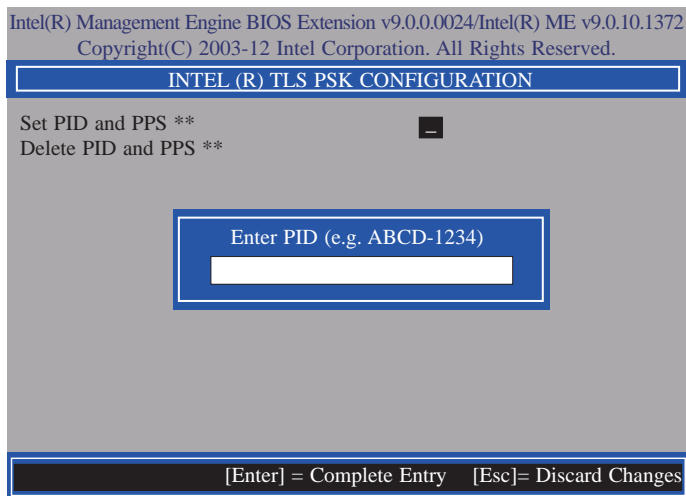 Intel(R) Management Engine BIOS Extension v9.0.0.0024/Intel(R) ME v9.0.10.1372
Copyright(C) 2003-12 Intel Corporation. All Rights Reserved.
INTEL (R) TLS PSK CONFIGURATION
Set PID and PPS ** _
Delete PID and PPS **
Enter PID (e.g. ABCD-1234)
[Enter] = Complete Entry [Esc]= Discard Changes